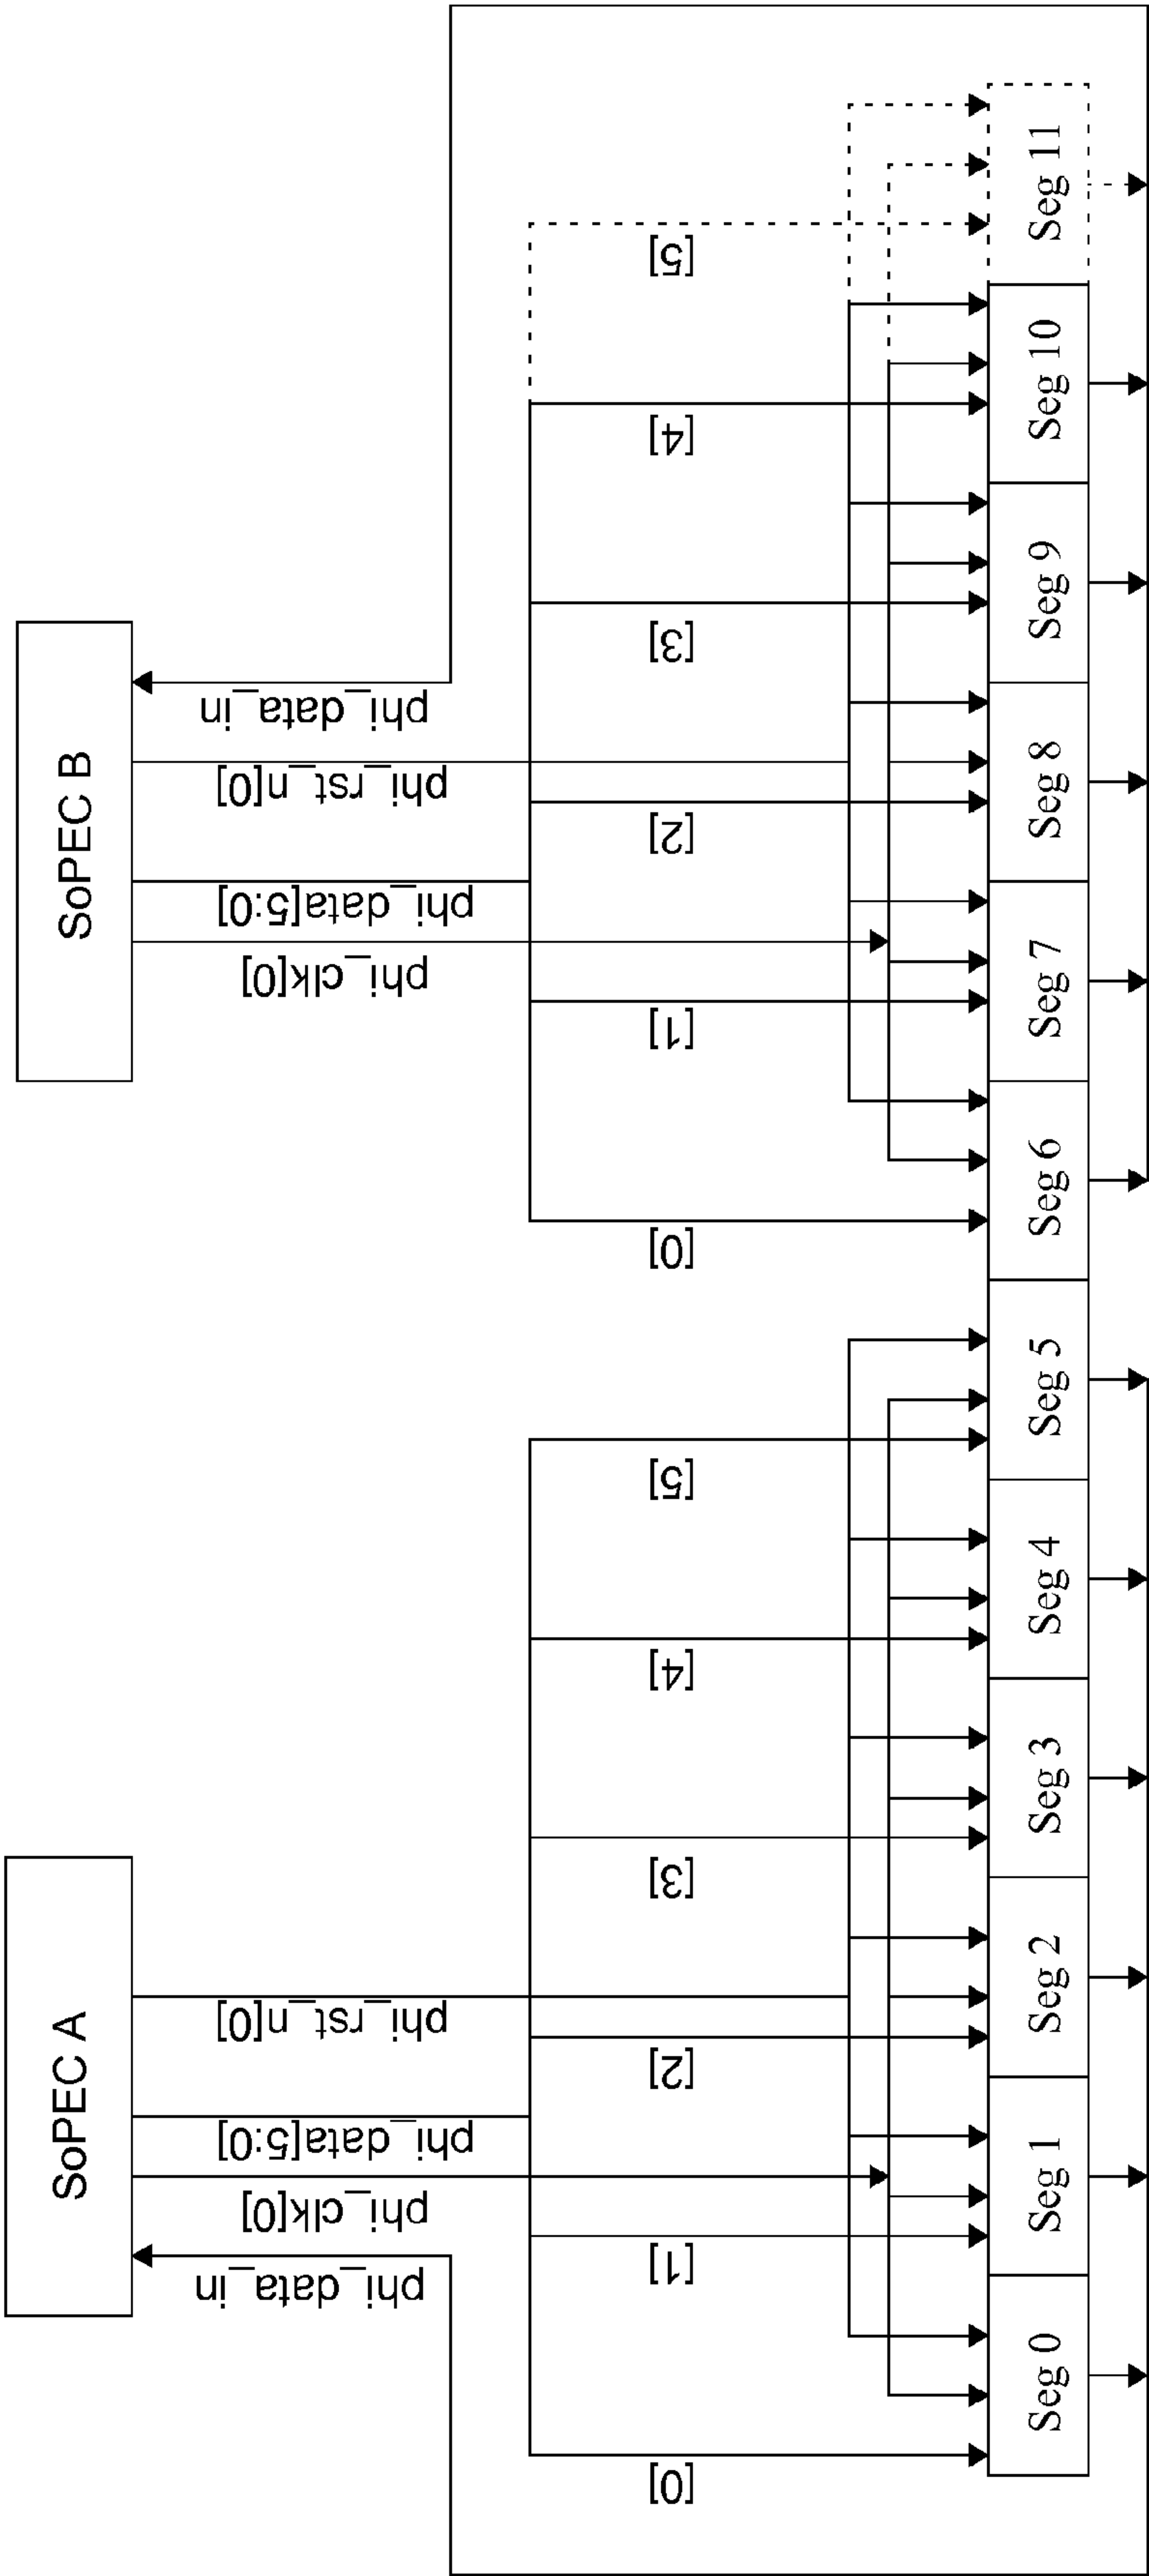 SoPEC A
phi_data_in
phi_clk[0]
phi_data[5:0]
phi_rst_n[0]
[0]
[1]
[2]
[3]
[4]
[5]
Seg 0
Seg 1
Seg 2
Seg 3
Seg 4
Seg 5
SoPEC B
phi_clk[0]
phi_data[5:0]
phi_rst_n[0]
phi_data_in
[0]
[1]
[2]
[3]
[4]
[5]
Seg 6
Seg 7
Seg 8
Seg 9
Seg 10
Seg 11